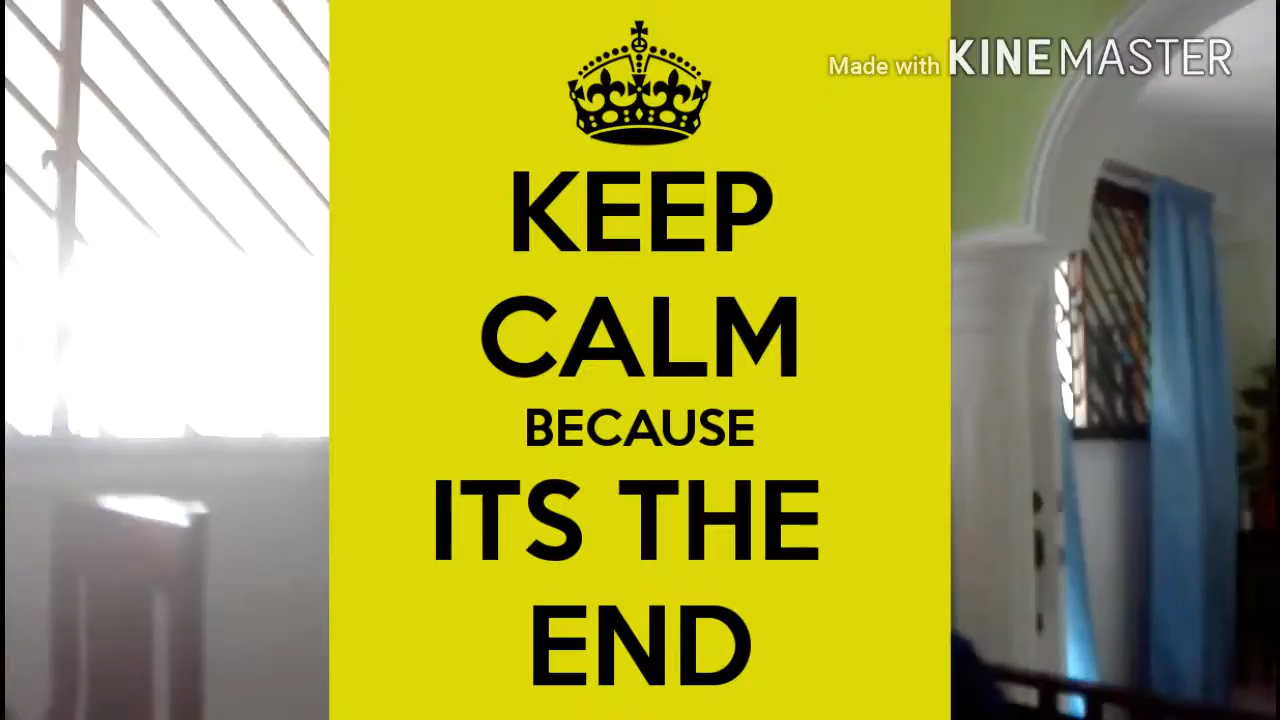 Made with KINEMASTER
KEEP
CALM
BECAUSE
ITS THE
END